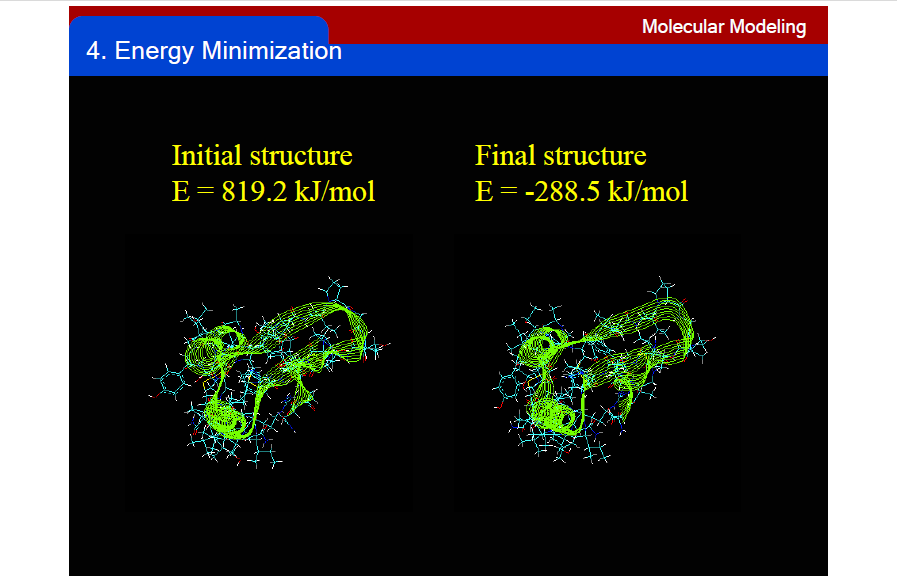 Molecular Modeling
4. Energy Minimization
Initial structure
E = 819.2 kJ/mol
Final structure
E = -288.5 kJ/mol